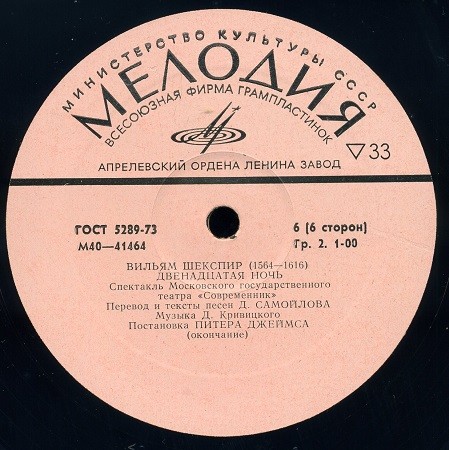 МИНИСТЕРСТВО КУЛЬТУРЫ СССР
МЕЛОДИЯ
ВСЕСОЮЗНАЯ ФИРМА ГРАМПЛАСТИНОК
▽33
АПРЕЛЕВСКИЙ ОРДЕНА ЛЕНИНА ЗАВОД
ГОСТ 5289-73
6 (6 сторон)
М40—41464
Гр. 2. 1-00
ВИЛЬЯМ ШЕКСПИР (1564—1616)
ДВЕНАДЦАТАЯ НОЧЬ
Спектакль Московского государственного
театра «Современник»
Перевод и тексты песен Д. САМОЙЛОВА
Музыка Д. Кривицкого
Постановка ПИТЕРА ДЖЕЙМСА
(окончание)